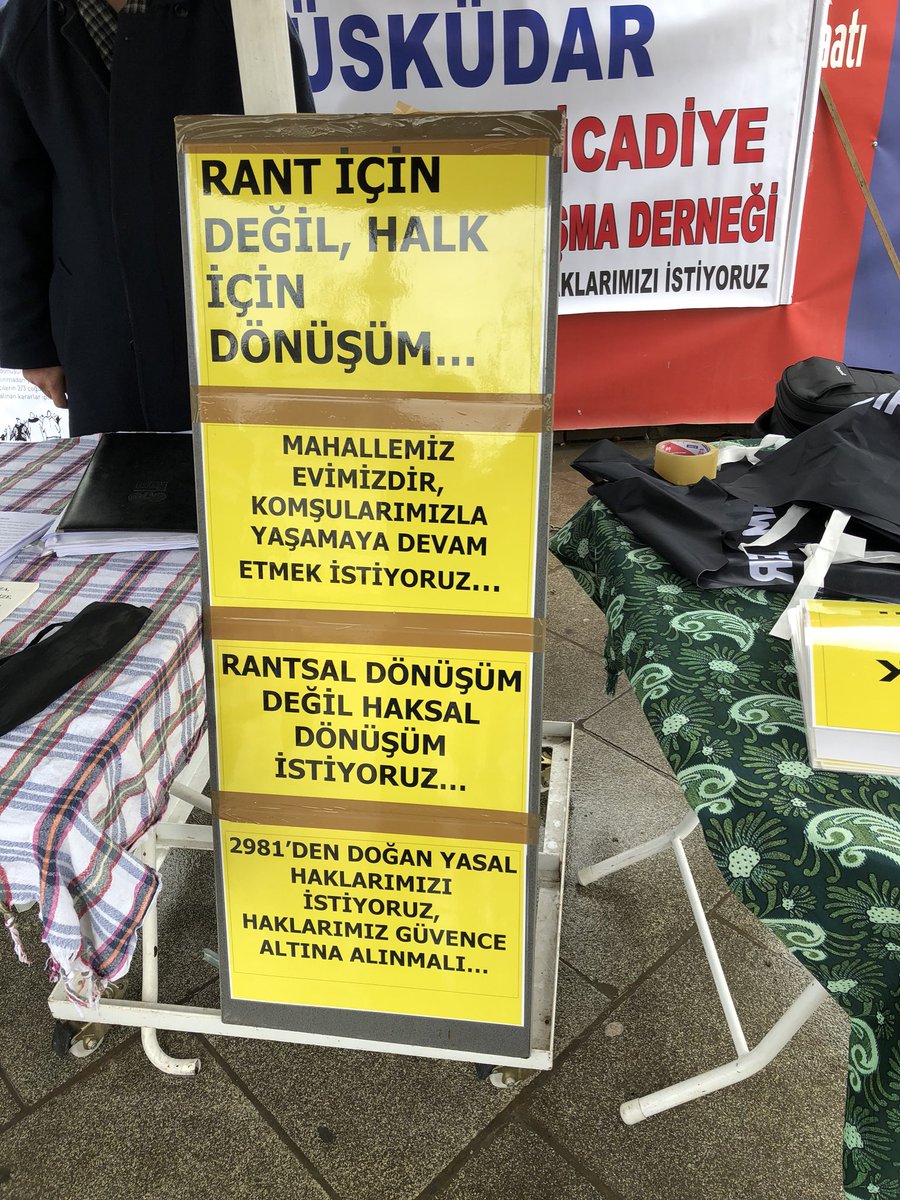 ÜSKÜDAR
İCADİYE
ŞMA DERNEĞİ
KLARIMIZI İSTİYORUZ
aatı
RANT İÇİN
DEĞİL, HALK
İÇİN
DÖNÜŞÜM...
MAHALLEMİZ
EVİMİZDİR,
KOMŞULARIMIZLA
YAŞAMAYA DEVAM
ETMEK İSTİYORUZ...
RANTSAL DÖNÜŞÜM
DEĞİL HAKSAL
DÖNÜŞÜM
İSTİYORUZ...
2981'DEN DOĞAN YASAL
HAKLARIMIZI
İSTİYORUZ,
HAKLARIMIZ GÜVENCE
ALTINA ALINMALI...